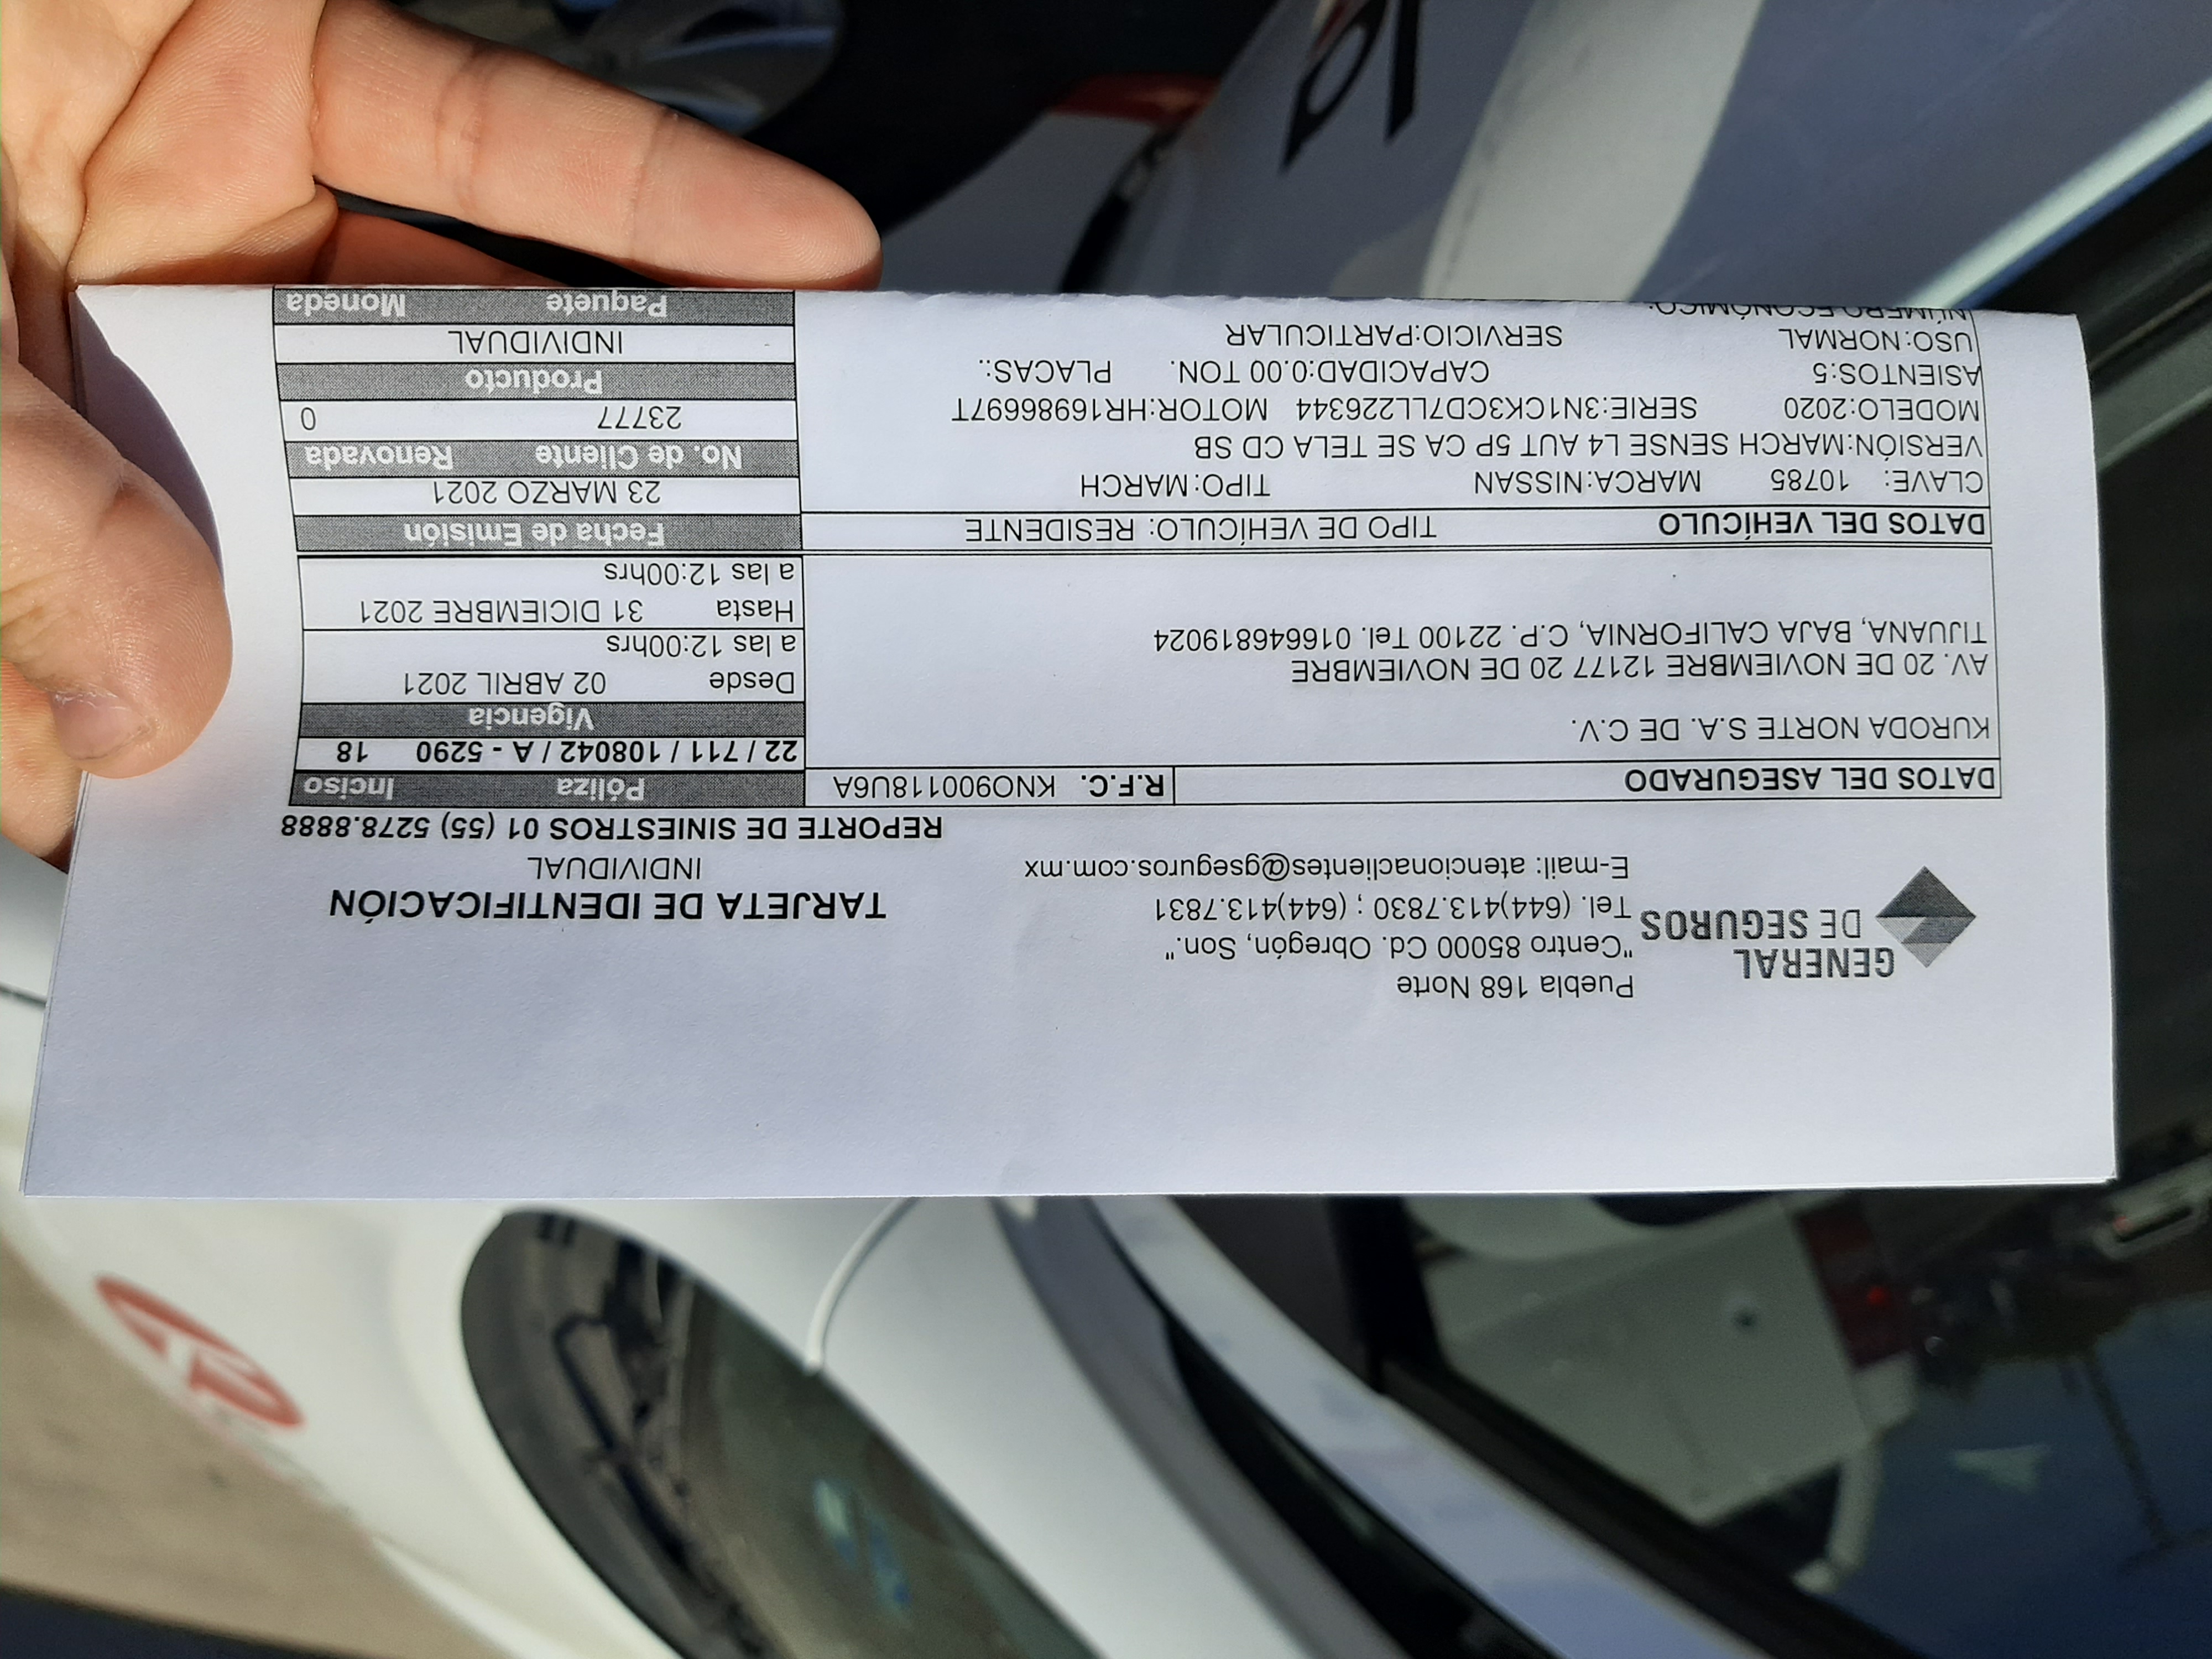 GENERAL
DE SEGUROS
Puebla 168 Norte
"Centro 85000 Cd. Obregón, Son."
Tel. (644)413.7830 ; (644)413.7831
E-mail: atencionaclientes@gseguros.com.mx
TARJETA DE IDENTIFICACIÓN
INDIVIDUAL
REPORTE DE SINIESTROS 01 (55) 5278.8888
DATOS DEL ASEGURADO R.F.C. KNO900118U6A
KURODA NORTE S.A. DE C.V.
AV. 20 DE NOVIEMBRE 12177 20 DE NOVIEMBRE
TIJUANA, BAJA CALIFORNIA, C.P. 22100 Tel. 016646819024
DATOS DEL VEHÍCULO TIPO DE VEHÍCULO: RESIDENTE
CLAVE: 10785 MARCA:NISSAN TIPO:MARCH
VERSIÓN:MARCH SENSE L4 AUT 5P CA SE TELA CD SB
MODELO:2020 SERIE:3N1CK3CD7LL226344 MOTOR:HR16986697T
ASIENTOS:5 CAPACIDAD:0.00 TON. PLACAS:.
USO:NORMAL SERVICIO:PARTICULAR
NÚMERO ECONÓMICO:
Póliza Inciso
22 / 711 / 108042 / A - 5290 18
Vigencia
Desde 02 ABRIL 2021
a las 12:00hrs
Hasta 31 DICIEMBRE 2021
a las 12:00hrs
Fecha de Emisión
23 MARZO 2021
No. de Cliente Renovada
23777 0
Producto
INDIVIDUAL
Paquete Moneda